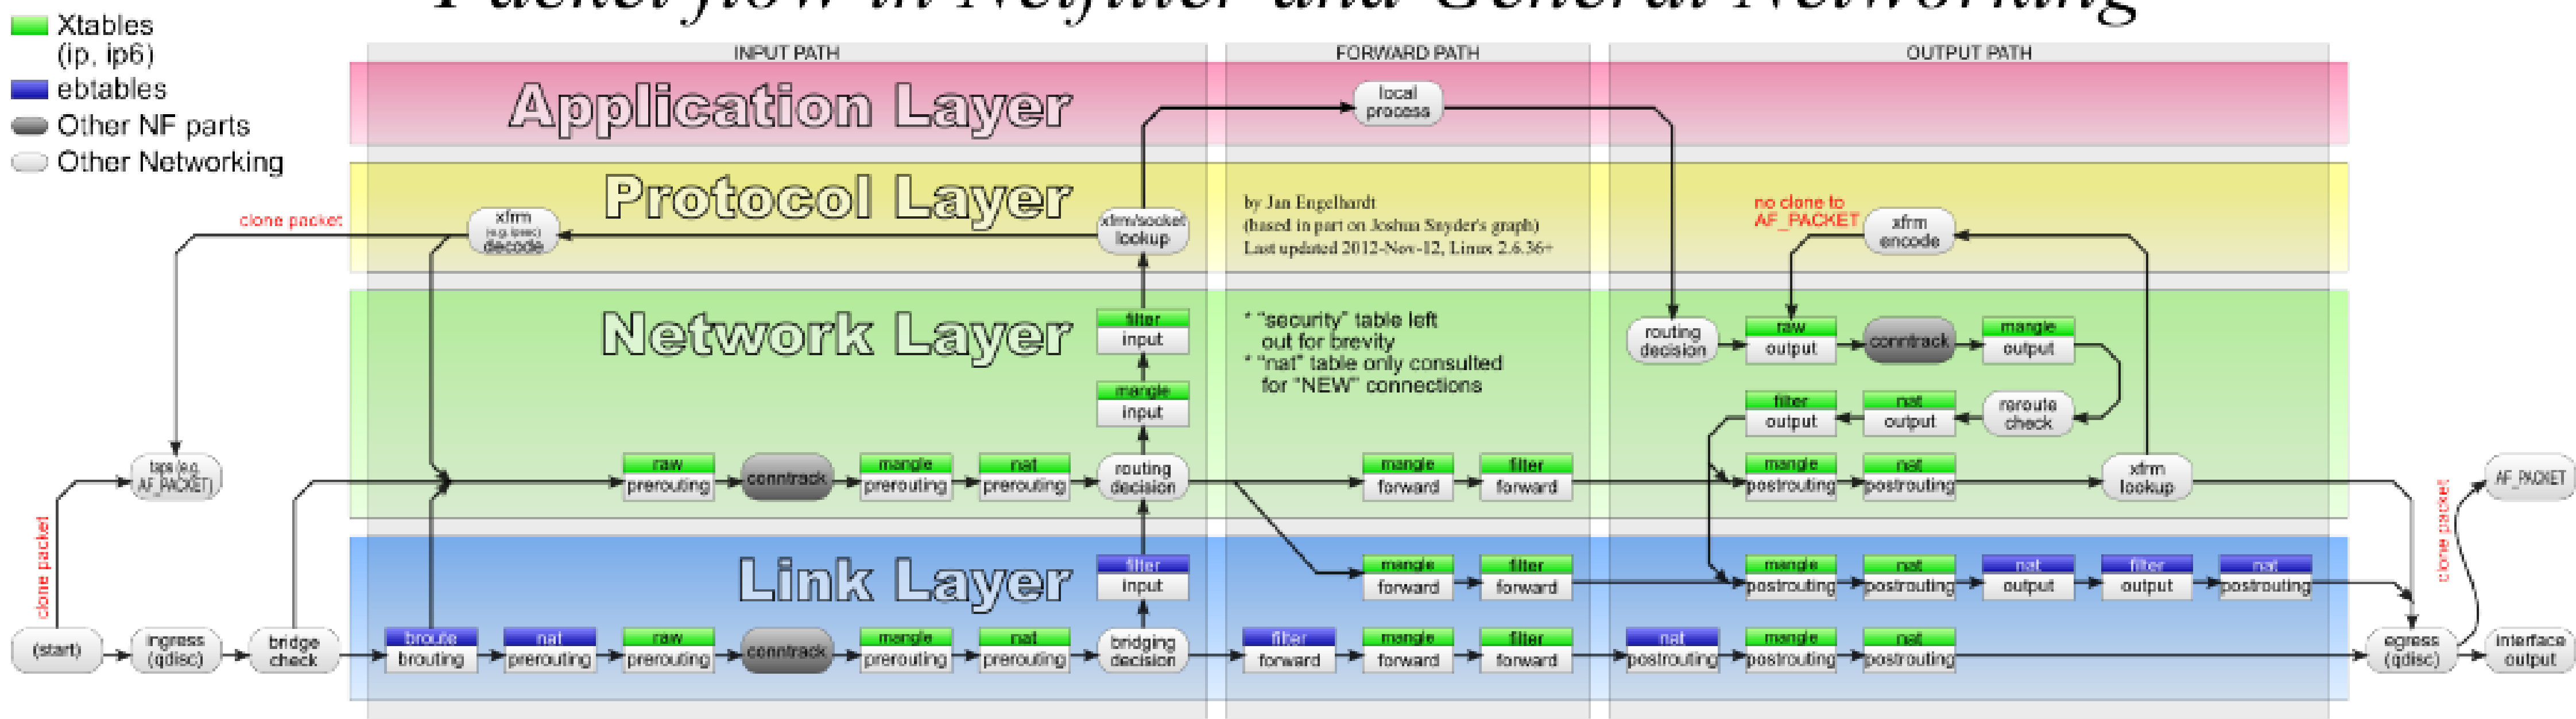 Packet flow in Netfilter and General Networking
Xtables
(ip, ip6)
ebtables
Other NF parts
Other Networking
INPUT PATH
FORWARD PATH
OUTPUT PATH
Application Layer
local
process
Protocol Layer
clone packet
xfrm
(e.g. ipsec)
decode
xfrm/socket
lookup
by Jan Engelhardt
(based in part on Joshua Snyder's graph)
Last updated 2012-Nov-12, Linux 2.6.36+
no clone to
AF_PACKET
xfrm
encode
Network Layer
filter
input
mangle
input
* "security" table left
out for brevity
* "nat" table only consulted
for "NEW" connections
routing
decision
raw
output
conntrack
mangle
output
filter
output
nat
output
reroute
check
taps (e.g.
AF_PACKET)
raw
prerouting
conntrack
mangle
prerouting
nat
prerouting
routing
decision
mangle
forward
filter
forward
mangle
postrouting
nat
postrouting
xfrm
lookup
AF_PACKET
clone packet
clone packet
Link Layer
filter
input
mangle
forward
filter
forward
mangle
postrouting
nat
postrouting
nat
output
filter
output
nat
postrouting
(start)
ingress
(qdisc)
bridge
check
broute
brouting
nat
prerouting
raw
prerouting
conntrack
mangle
prerouting
nat
prerouting
bridging
decision
filter
forward
mangle
forward
filter
forward
nat
postrouting
mangle
postrouting
nat
postrouting
egress
(qdisc)
interface
output